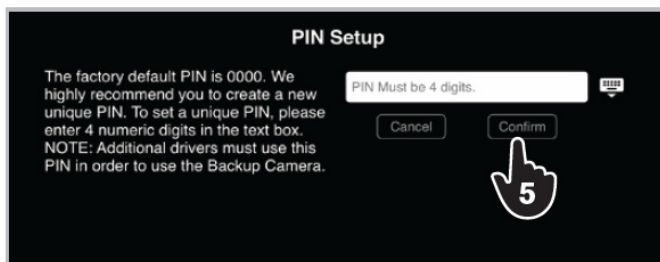 PIN Setup
The factory default PIN is 0000. We
highly recommend you to create a new
unique PIN. To set a unique PIN, please
enter 4 numeric digits in the text box.
NOTE: Additional drivers must use this
PIN in order to use the Backup Camera.
PIN Must be 4 digits.
Cancel
Confirm
5